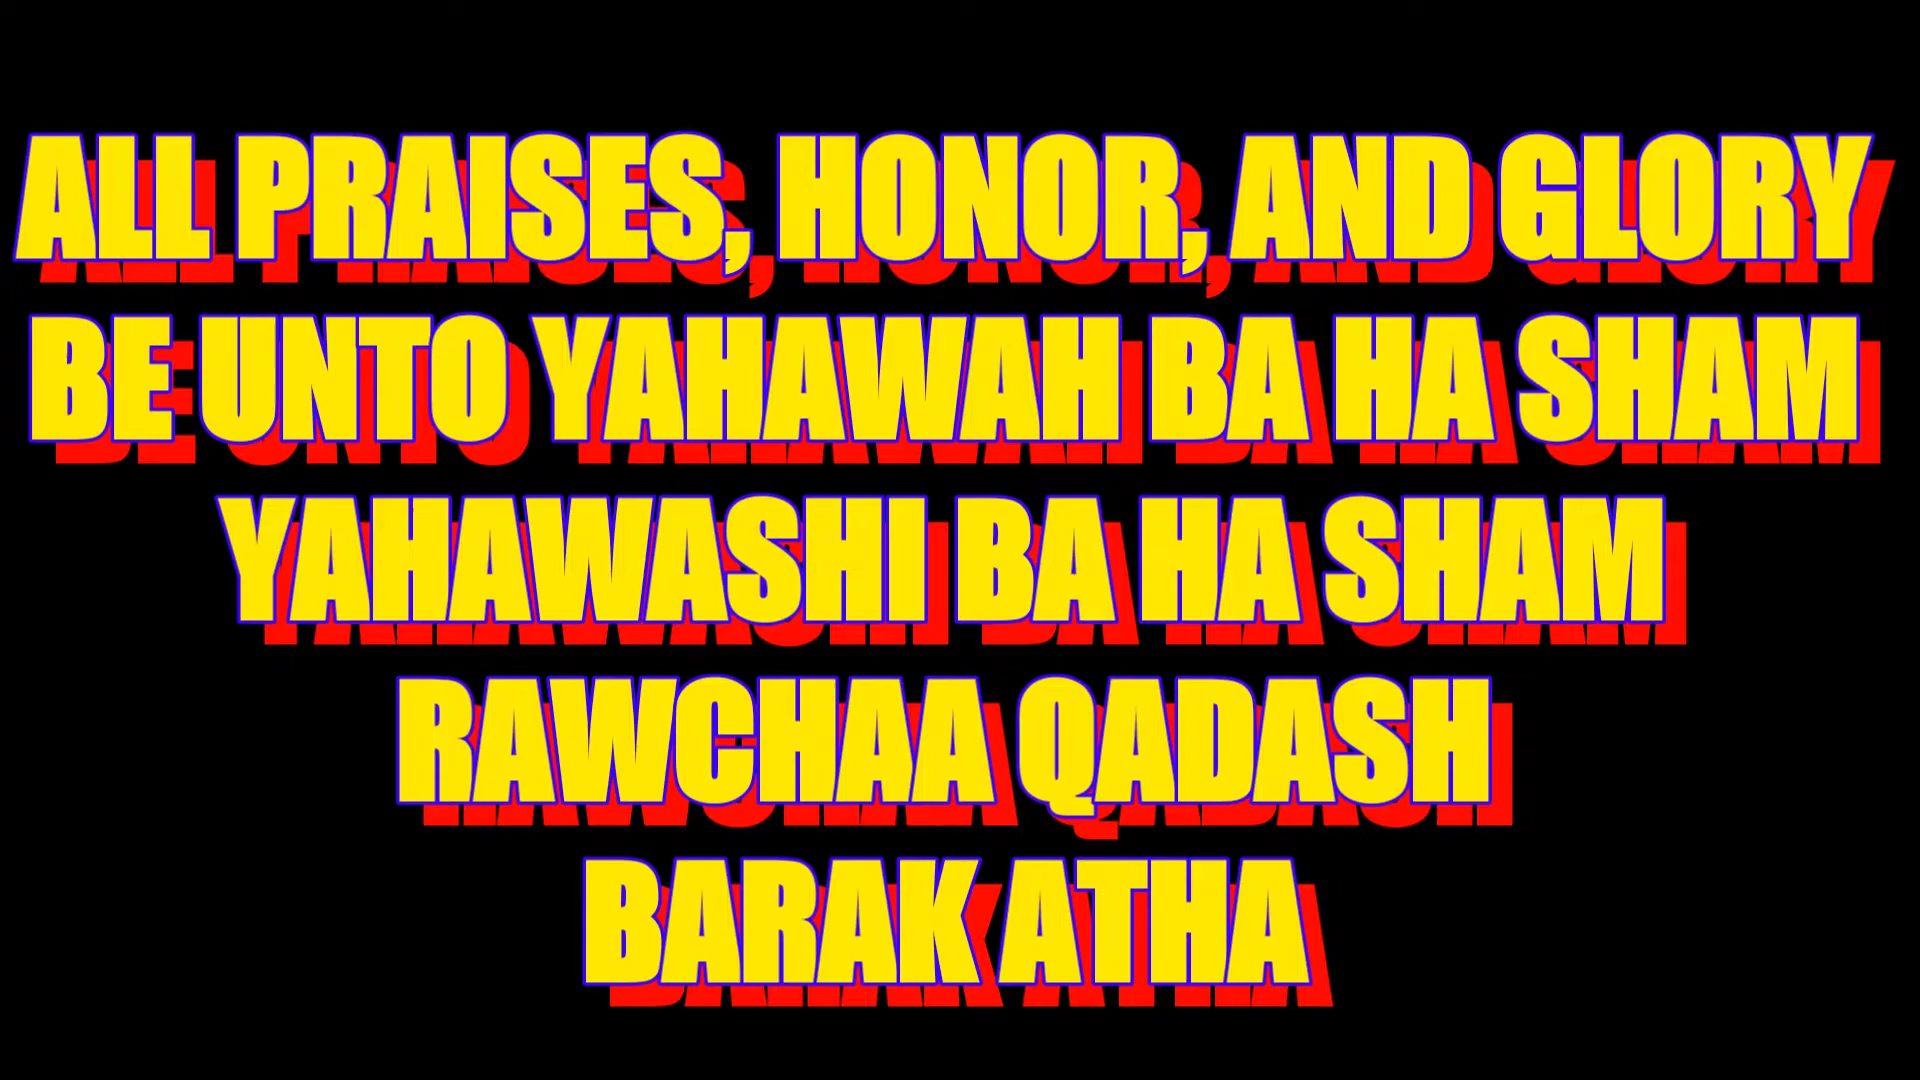 ALL PRAISES, HONOR, AND GLORY
BE UNTO YAHAWAH BA HA SHAM
YAHAWASHI BA HA SHAM
RAWCHAA QADASH
BARAK ATHA